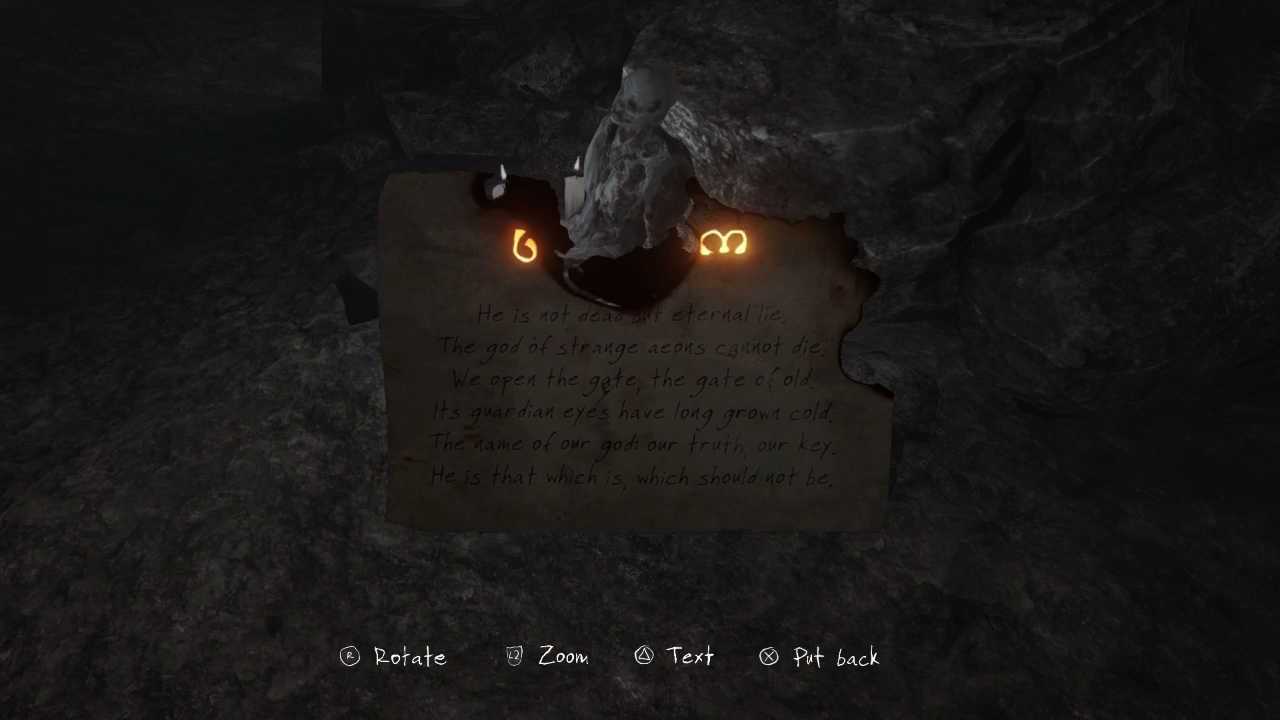 He is not dead but eternal lie,
The god of strange aeons cannot die.
We open the gate, the gate of old.
Its guardian eyes have long grown cold.
The name of our god: our truth, our key.
He is that which is, which should not be.
R Rotate L2 Zoom Text Put back